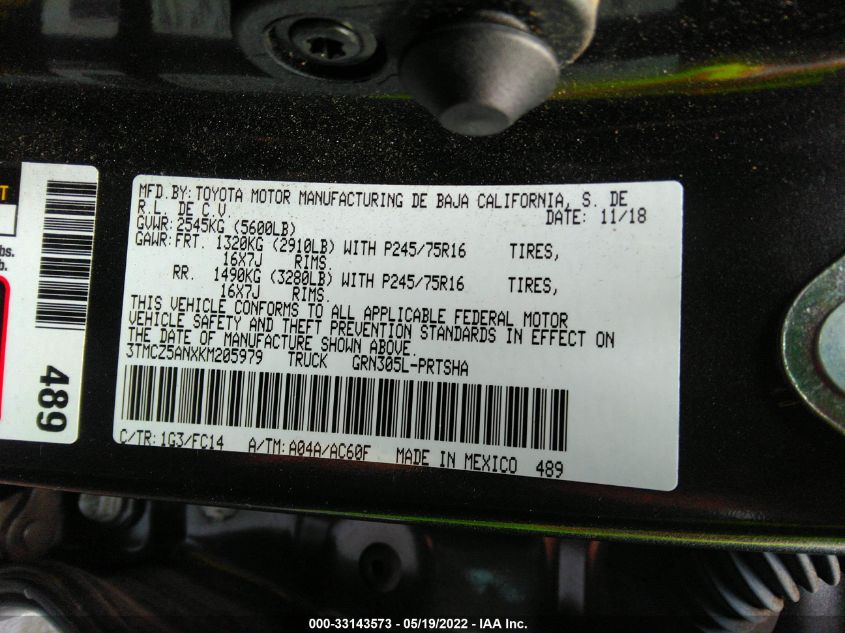 MFD.BY:TOYOTA MOTOR MANUFACTURING DE BAJA CALIFORNIA, S. DE
R.L. DE C.V. DATE: 11/18
GVWR:2545KG (5600LB)
GAWR:FRT. 1320KG (2910LB) WITH P245/75R16 TIRES,
16X7J RIMS.
RR. 1490KG (3280LB) WITH P245/75R16 TIRES,
16X7J RIMS.
THIS VEHICLE CONFORMS TO ALL APPLICABLE FEDERAL MOTOR
VEHICLE SAFETY AND THEFT PREVENTION STANDARDS IN EFFECT ON
THE DATE OF MANUFACTURE SHOWN ABOVE.
3TMCZ5ANXKM205979 TRUCK GRN305L-PRTSHA
C/TR:1G3/FC14 A/TM:A04A/AC60F MADE IN MEXICO 489
T
bs.
b.
489
000-33143573 - 05/19/2022 - IAA Inc.